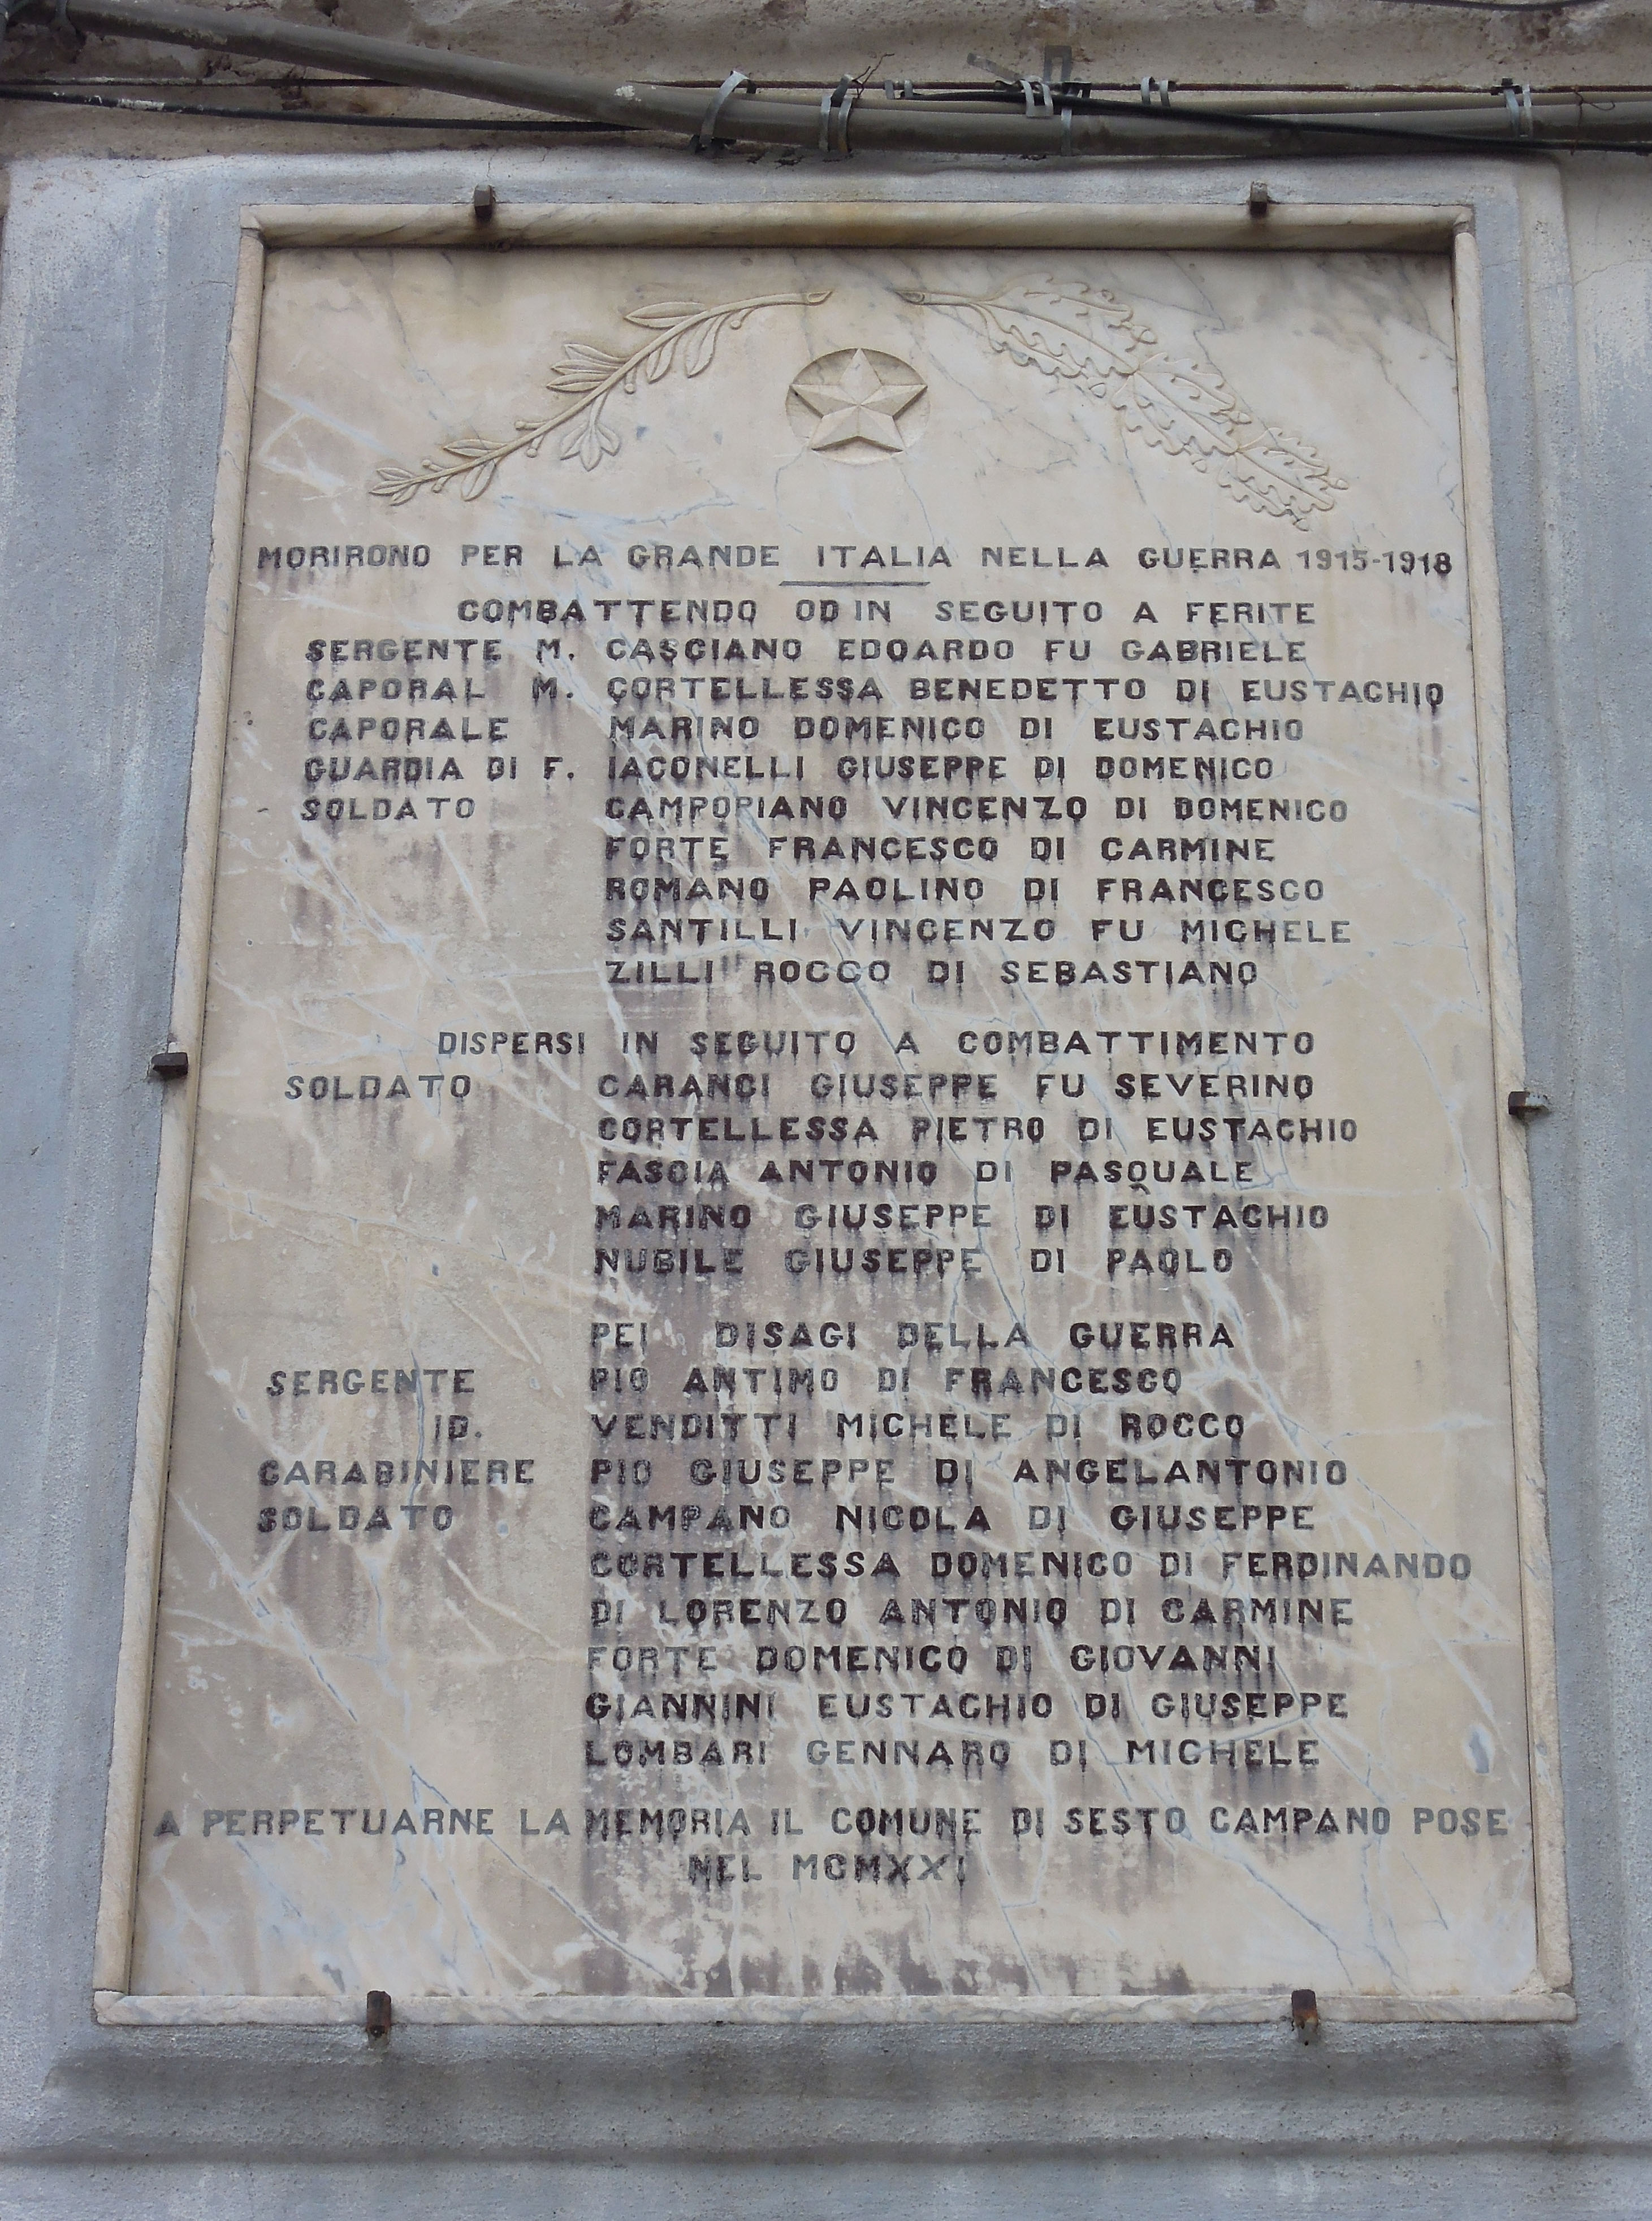 MORIRONO PER LA GRANDE ITALIA NELLA GUERRA 1915-1918
COMBATTENDO OD IN SEGUITO A FERITE
SERGENTE M. CASCIANO EDOARDO FU GABRIELE
CAPORAL M. CORTELLESSA BENEDETTO DI EUSTACHIO
CAPORALE MARINO DOMENICO DI EUSTACHIO
GUARDIA DI F. IACONELLI GIUSEPPE DI DOMENICO
SOLDATO CAMPOPIANO VINCENZO DI DOMENICO
FORTE FRANCESCO DI CARMINE
ROMANO PAOLINO DI FRANCESCO
SANTILLI VINCENZO FU MICHELE
ZILLI ROCCO DI SEBASTIANO
DISPERSI IN SEGUITO A COMBATTIMENTO
SOLDATO CARANCI GIUSEPPE FU SEVERINO
CORTELLESSA PIETRO DI EUSTACHIO
FASCIA ANTONIO DI PASQUALE
MARINO GIUSEPPE DI EUSTACHIO
NUBILE GIUSEPPE DI PAOLO
PEI DISAGI DELLA GUERRA
SERGENTE PIO ANTIMO DI FRANCESCO
ID. VENDITTI MICHELE DI ROCCO
CARABINIERE PIO GIUSEPPE DI ANGELANTONIO
SOLDATO CAMPANO NICOLA DI GIUSEPPE
CORTELLESSA DOMENICO DI FERDINANDO
DI LORENZO ANTONIO DI CARMINE
FORTE DOMENICO DI GIOVANNI
GIANNINI EUSTACHIO DI GIUSEPPE
LOMBARI GENNARO DI MICHELE
A PERPETUARNE LA MEMORIA IL COMUNE DI SESTO CAMPANO POSE
NEL MCMXXI